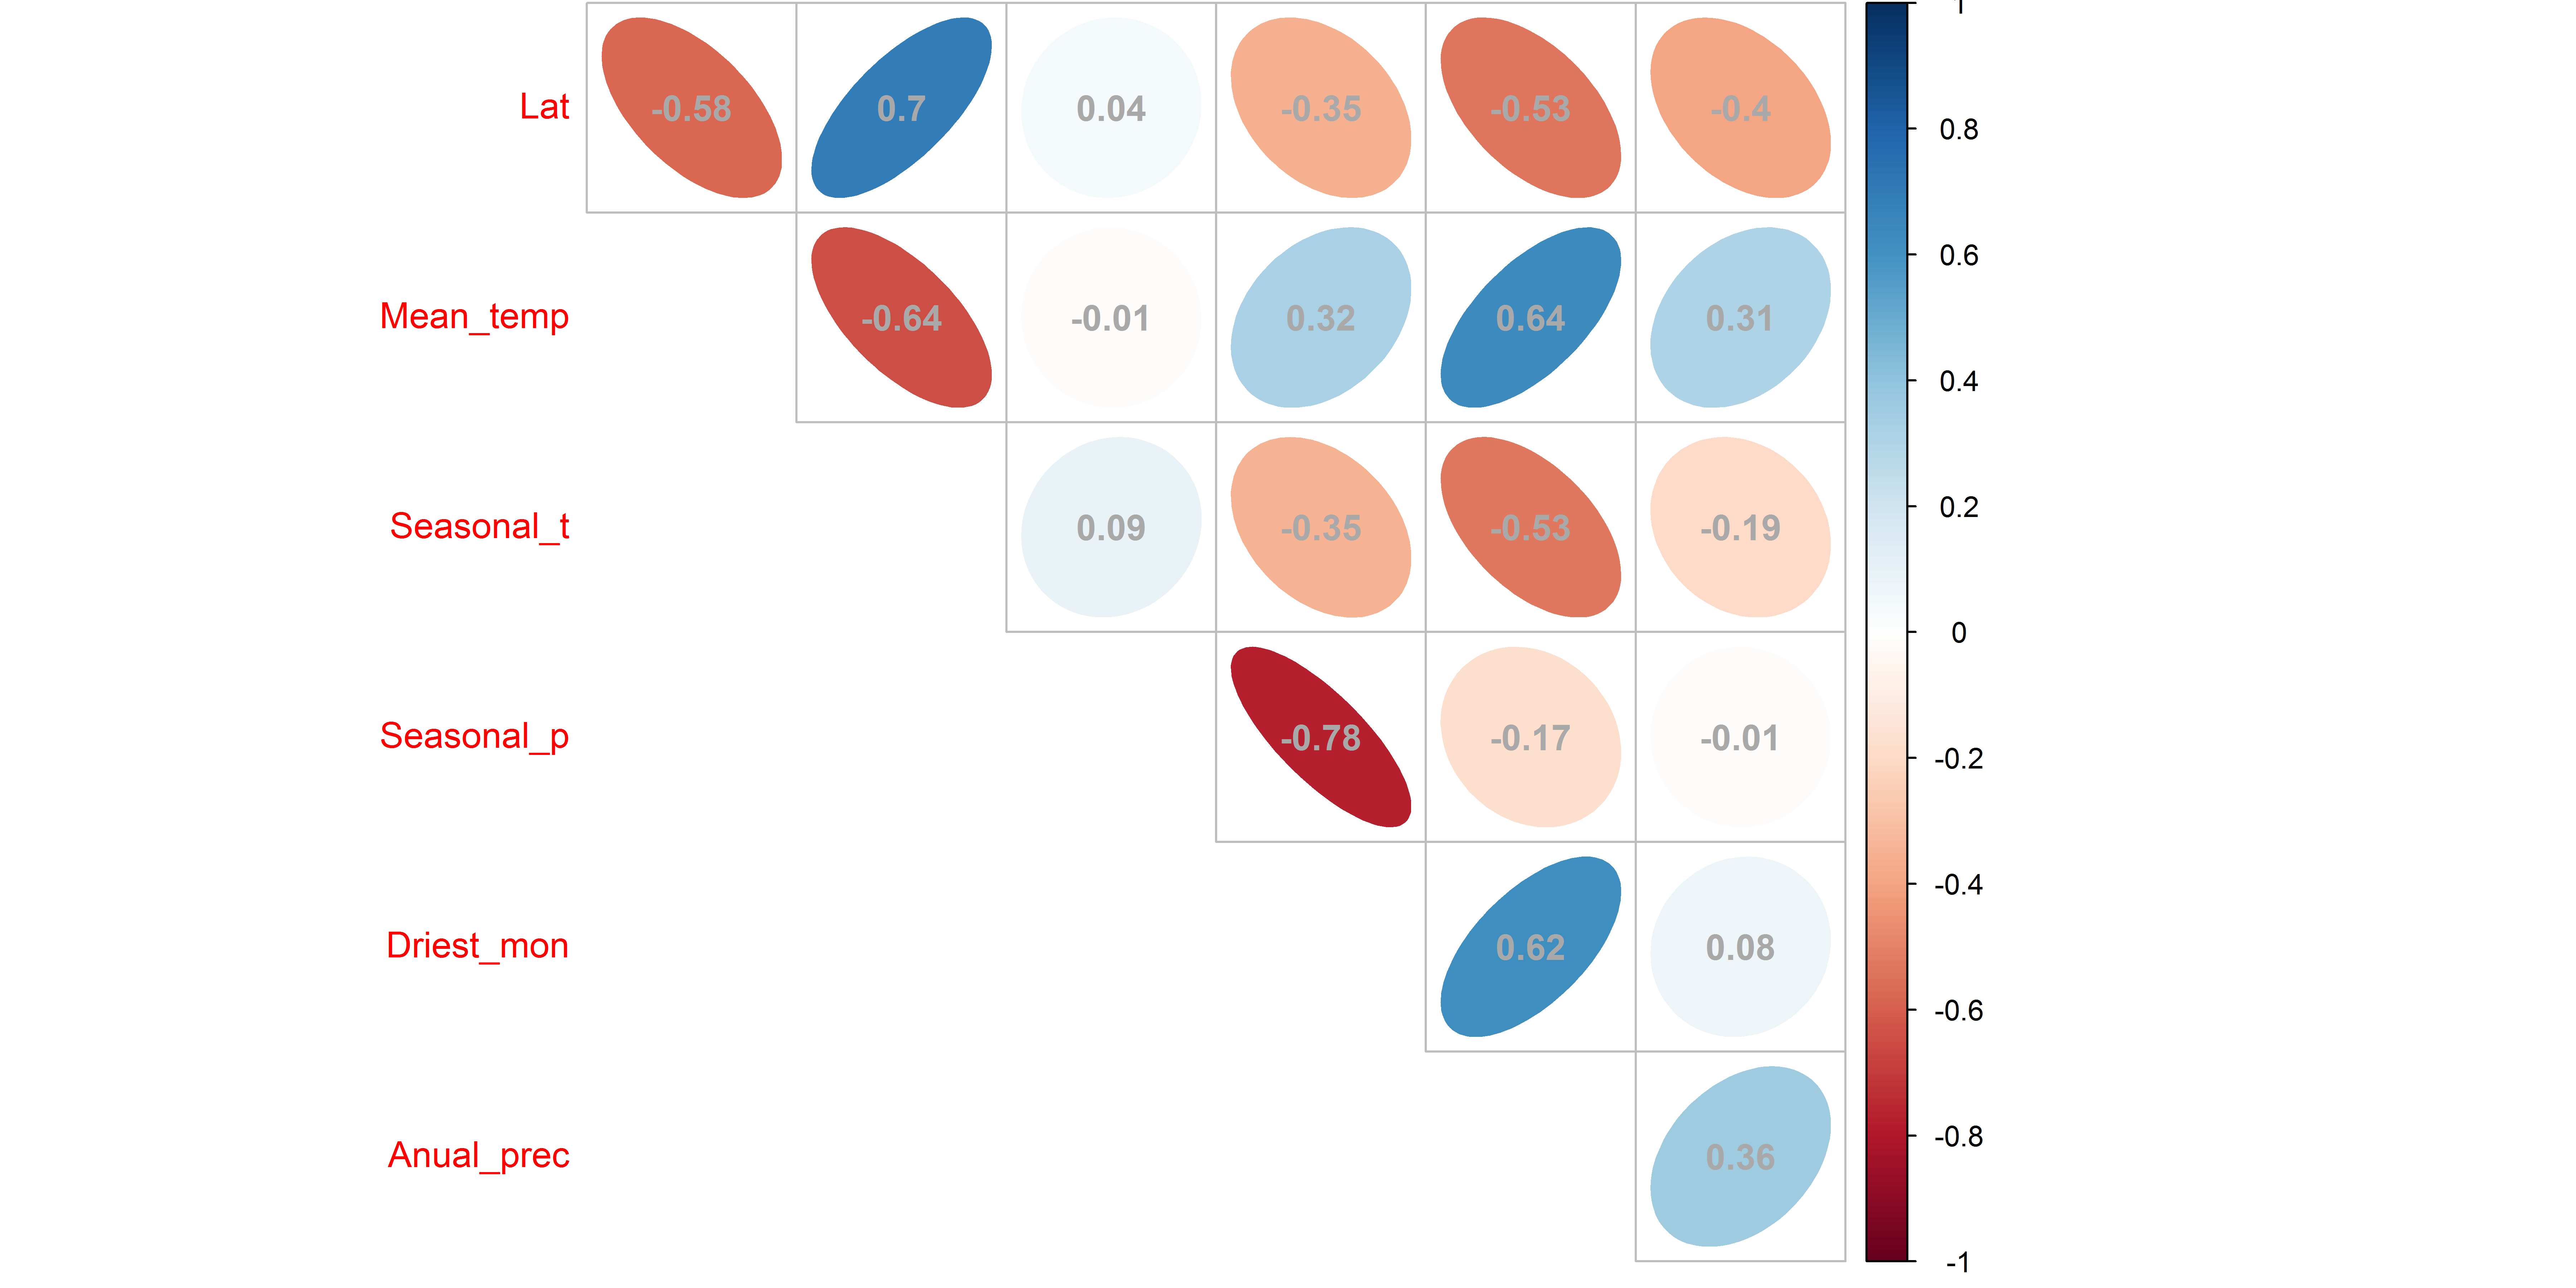 1
Lat -0.58 0.7 0.04 -0.35 -0.53 -0.4
0.8
0.6
Mean_temp -0.64 -0.01 0.32 0.64 0.31
0.4
0.2
Seasonal_t 0.09 -0.35 -0.53 -0.19
0
Seasonal_p -0.78 -0.17 -0.01
-0.2
-0.4
Driest_mon 0.62 0.08
-0.6
-0.8
Anual_prec 0.36
-1